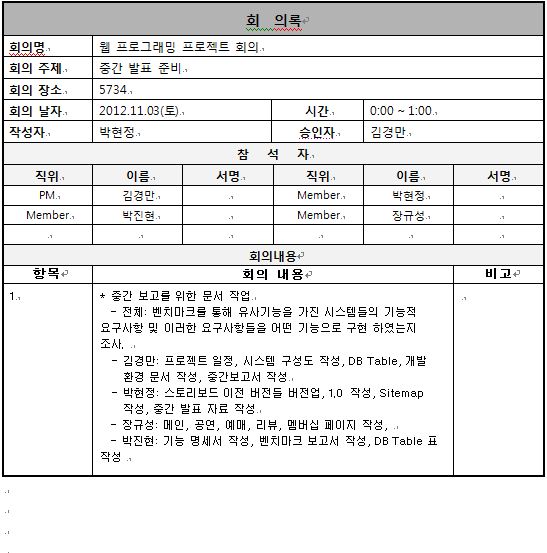 회 의록
회의명 웹 프로그래밍 프로젝트 회의
회의 주제 중간 발표 준비
회의 장소 5734
회의 날자 2012.11.03(토) 시간 0:00 ~ 1:00
작성자 박현정 승인자 김경만
참 석 자
직위 이름 서명 직위 이름 서명
PM 김경만 Member 박현정
Member 박진현 Member 장규성
회의내용
항목 회의 내용 비고
1. * 중간 보고를 위한 문서 작업
- 전체: 벤치마크를 통해 유사기능을 가진 시스템들의 기능적
요구사항 및 이러한 요구사항들을 어떤 기능으로 구현 하였는지
조사.
- 김경만: 프로젝트 일정, 시스템 구성도 작성, DB Table, 개발
환경 문서 작성, 중간보고서 작성
- 박현정: 스토리보드 이전 버전들 버전업, 1.0 작성, Sitemap
작성, 중간 발표 자료 작성
- 장규성: 메인, 공연, 예매, 리뷰, 멤버십 페이지 작성,
- 박진현: 기능 명세서 작성, 벤치마크 보고서 작성, DB Table 표
작성